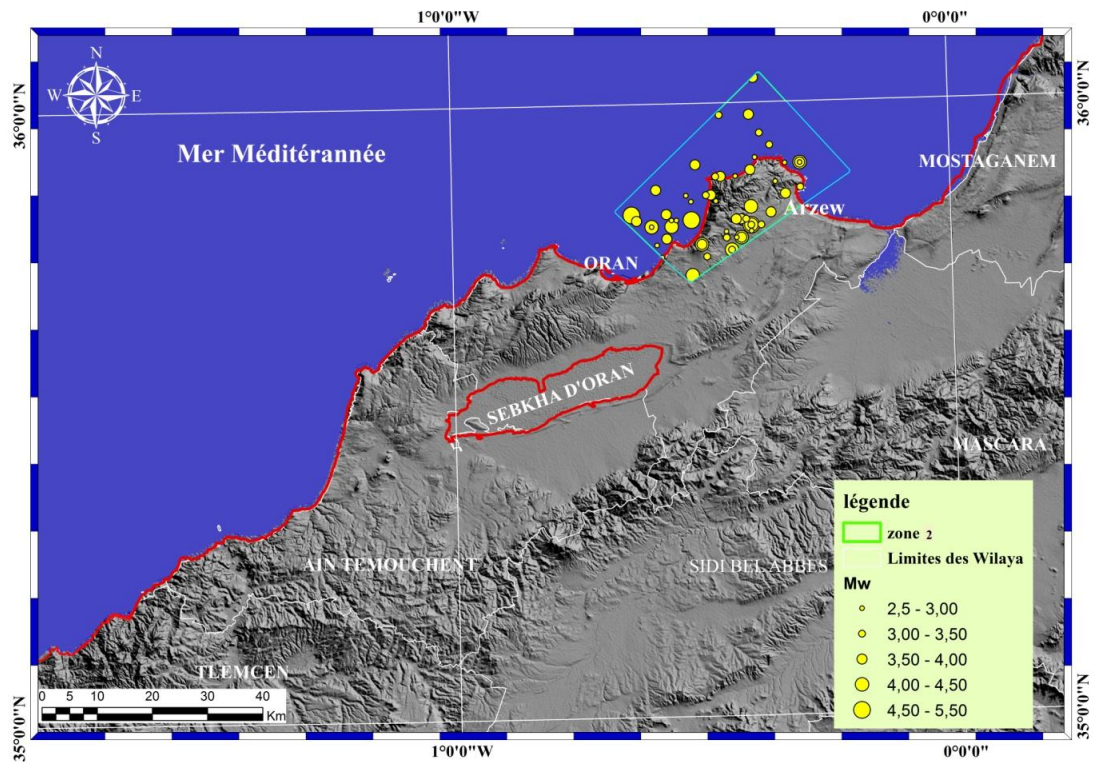 1°0'0"W
0°0'0"
36°0'0"N
36°0'0"N
N
W
E
S
Mer Méditérannée
MOSTAGANEM
Arzew
ORAN
SEBKHA D'ORAN
MASCARA
AIN TEMOUCHENT
SIDI BEL ABBES
TLEMCEN
légende
zone 2
Limites des Wilaya
Mw
2,5 - 3,00
3,00 - 3,50
3,50 - 4,00
4,00 - 4,50
4,50 - 5,50
0 5 10 20 30 40
Km
35°0'0"N
35°0'0"N
1°0'0"W
0°0'0"